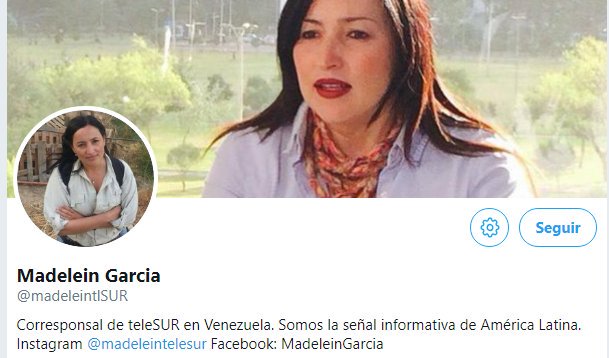 Seguir
Madelein Garcia
@madeleintlSUR
Corresponsal de teleSUR en Venezuela. Somos la señal informativa de América Latina.
Instagram @madeleintelesur Facebook: MadeleinGarcia